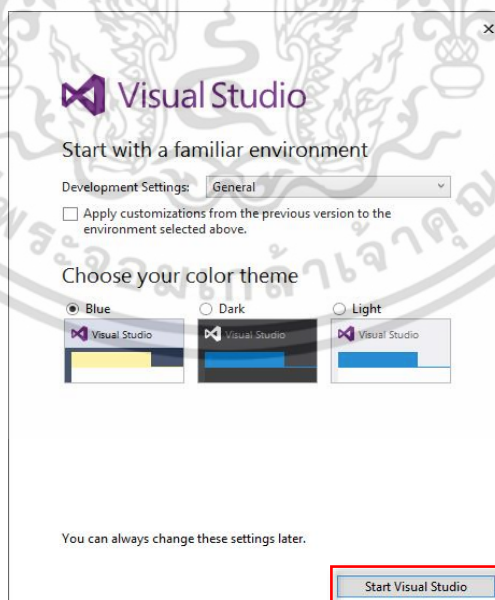 Visual Studio
Start with a familiar environment
Development Settings: General
Apply customizations from the previous version to the
environment selected above.
Choose your color theme
Blue Dark Light
Visual Studio Visual Studio Visual Studio
You can always change these settings later.
Start Visual Studio